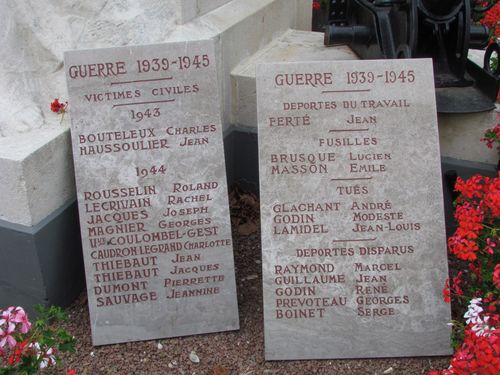 GUERRE 1939-1945
VICTIMES CIVILES
1943
BOUTELEUX CHARLES
HAUSSOULIER JEAN
1944
ROUSSELIN ROLAND
LECRIVAIN RACHEL
JACQUES JOSEPH
MAGNIER GEORGES
VVE COULOMBEL-GEST
CAUDRON LEGRAND CHARLOTTE
THIEBAUT JEAN
THIEBAUT JACQUES
DUMONT PIERRETTE
SAUVAGE JEANNINE
GUERRE 1939-1945
DEPORTES DU TRAVAIL
FERTÉ JEAN
FUSILLES
BRUSQUE LUCIEN
MASSON EMILE
TUÉS
GLACHANT ANDRÉ
GODIN MODESTE
LAMIDEL JEAN-LOUIS
DEPORTES DISPARUS
RAYMOND MARCEL
GUILLAUME JEAN
GODIN RENÉ
PREVOTEAU GEORGES
BOINET SERGE